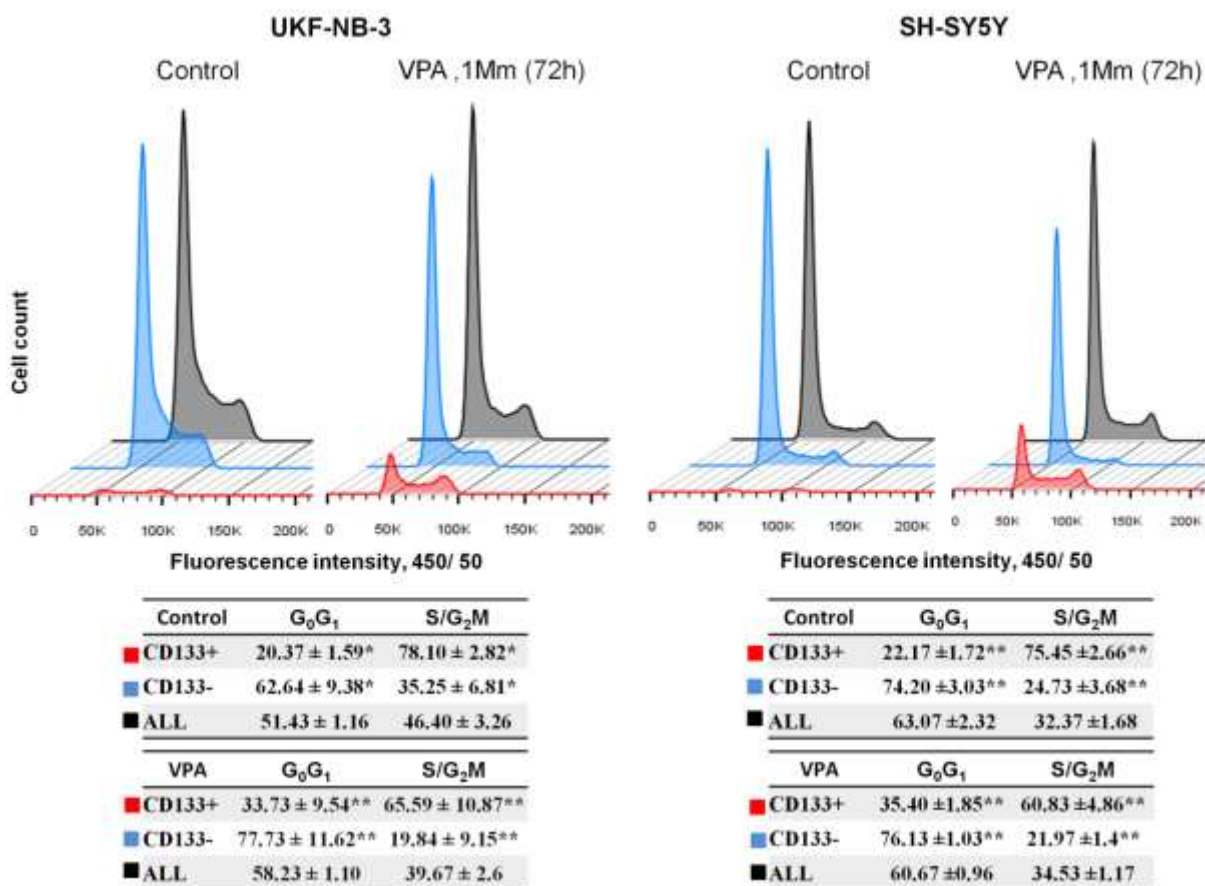 UKF-NB-3 SH-SY5Y
Control VPA ,1Mm (72h) Control VPA ,1Mm (72h)
Cell count
0 50K 100K 150K 200K 0 50K 100K 150K 200K 0 50K 100K 150K 200K 0 50K 100K 150K 200K
Fluorescence intensity, 450/ 50 Fluorescence intensity, 450/ 50
Control G₀G₁ S/G₂M
CD133+ 20.37 ± 1.59* 78.10 ± 2.82*
CD133- 62.64 ± 9.38* 35.25 ± 6.81*
ALL 51.43 ± 1.16 46.40 ± 3.26
VPA G₀G₁ S/G₂M
CD133+ 33.73 ± 9.54** 65.59 ± 10.87**
CD133- 77.73 ± 11.62** 19.84 ± 9.15**
ALL 58.23 ± 1.10 39.67 ± 2.6
Control G₀G₁ S/G₂M
CD133+ 22.17 ±1.72** 75.45 ±2.66**
CD133- 74.20 ±3.03** 24.73 ±3.68**
ALL 63.07 ±2.32 32.37 ±1.68
VPA G₀G₁ S/G₂M
CD133+ 35.40 ±1.85** 60.83 ±4.86**
CD133- 76.13 ±1.03** 21.97 ±1.4**
ALL 60.67 ±0.96 34.53 ±1.17